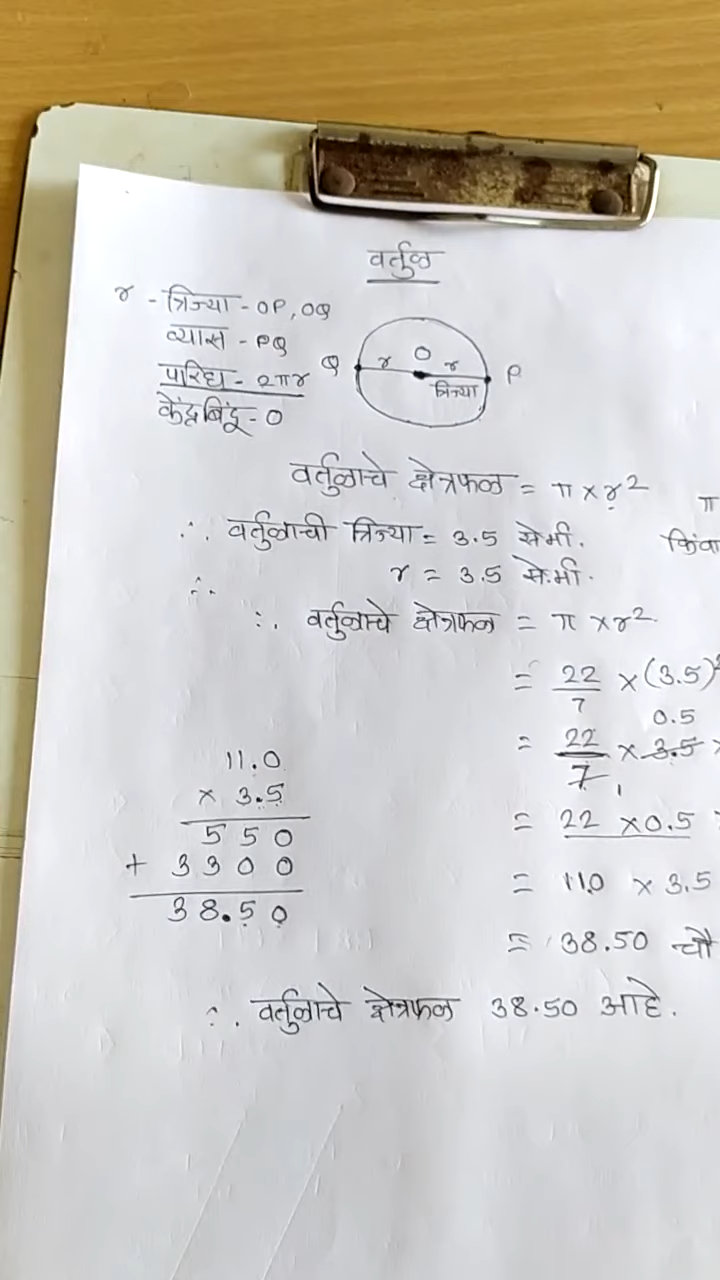 वर्तुळ
r - त्रिज्या - OP, OQ
व्यास - PQ
परिघ - 2πr
केंद्रबिंदू - O
Q r O r P
त्रिज्या
वर्तुळाचे क्षेत्रफळ = π × r² π
∴ वर्तुळाची त्रिज्या = 3.5 सेमी. किंवा
∴ r = 3.5 से.मी.
∴ वर्तुळाचे क्षेत्रफळ = π × r²
= 22/7 × (3.5)²
0.5
= 22/7 × 3.5 ×
1
= 22 × 0.5
= 11.0 × 3.5
= 38.50 चौ
11.0
× 3.5
550
+ 3300
38.50
∴ वर्तुळाचे क्षेत्रफळ 38.50 आहे.